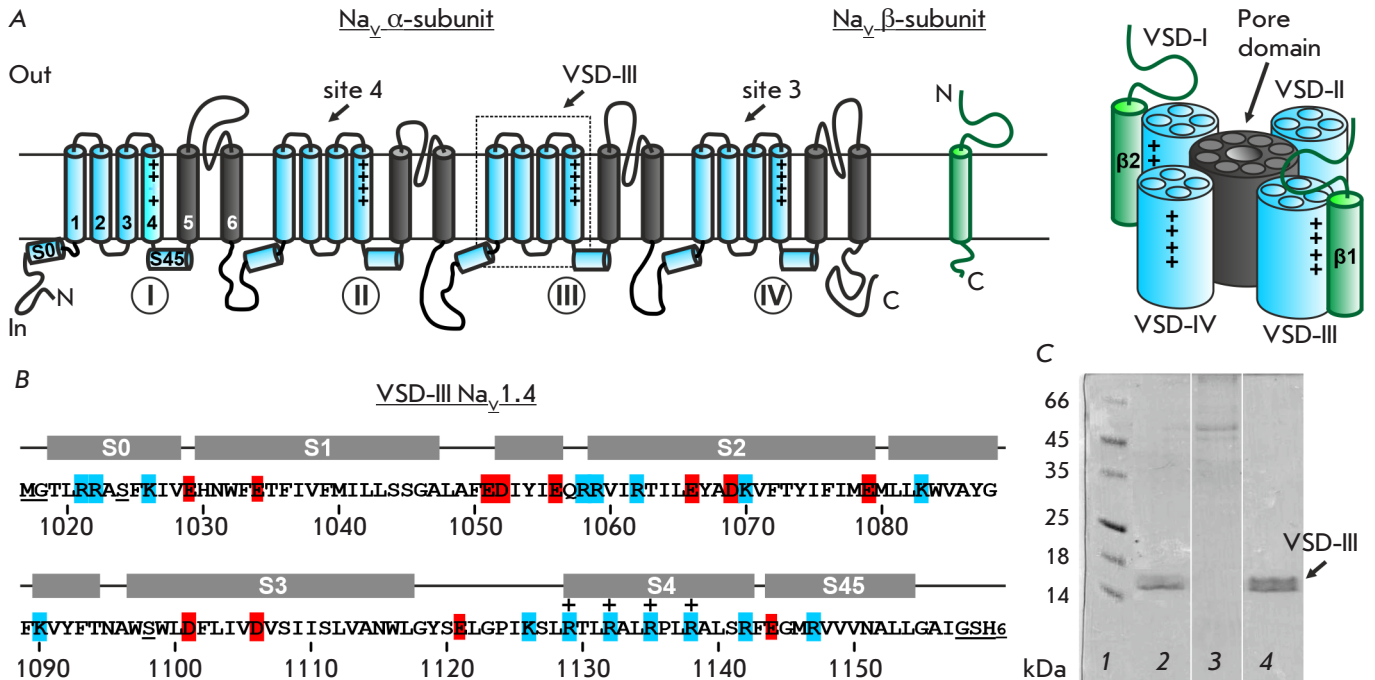 A
Na_v α-subunit
Na_v β-subunit
Out
site 4
VSD-III
site 3
N
VSD-I
Pore domain
VSD-II
+ + +
+ + + +
+ + + +
+ + + +
1 2 3 4 5 6
S0
S45
N
In
I II III IV
C
C
β2
+ +
+ + + +
+ + + +
β1
VSD-IV
VSD-III
B
VSD-III Na_v1.4
S0 S1 S2
MGTLRRASFKIVEHNWFETFIVFMILLSSGALAFEDIYIEQRRVIRTILEYADKVFTYIFIMEMLLKWVAYG
1020 1030 1040 1050 1060 1070 1080
S3 S4 S45
+ + + +
FKVYFTNAWSWLDFLIVDVSIISLVANWLGYSELGPIKSLRTLRALRPLRALSRFEGMRVVVNALLGAIGSH6
1090 1100 1110 1120 1130 1140 1150
C
66
45
35
25
18
14
kDa
VSD-III
1 2 3 4